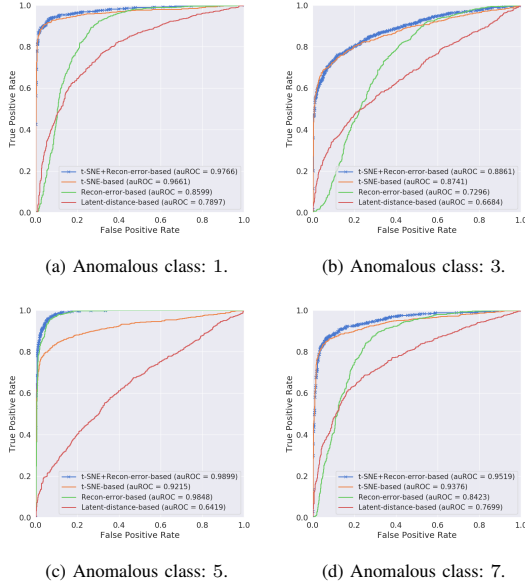 1.0
0.8
0.6
0.4
0.2
0.0
True Positive Rate
0.0 0.2 0.4 0.6 0.8 1.0
False Positive Rate
t-SNE+Recon-error-based (auROC = 0.9766)
t-SNE-based (auROC = 0.9661)
Recon-error-based (auROC = 0.8599)
Latent-distance-based (auROC = 0.7897)
(a) Anomalous class: 1.
1.0
0.8
0.6
0.4
0.2
0.0
True Positive Rate
0.0 0.2 0.4 0.6 0.8 1.0
False Positive Rate
t-SNE+Recon-error-based (auROC = 0.8861)
t-SNE-based (auROC = 0.8741)
Recon-error-based (auROC = 0.7296)
Latent-distance-based (auROC = 0.6684)
(b) Anomalous class: 3.
1.0
0.8
0.6
0.4
0.2
0.0
True Positive Rate
0.0 0.2 0.4 0.6 0.8 1.0
False Positive Rate
t-SNE+Recon-error-based (auROC = 0.9899)
t-SNE-based (auROC = 0.9215)
Recon-error-based (auROC = 0.9848)
Latent-distance-based (auROC = 0.6419)
(c) Anomalous class: 5.
1.0
0.8
0.6
0.4
0.2
0.0
True Positive Rate
0.0 0.2 0.4 0.6 0.8 1.0
False Positive Rate
t-SNE+Recon-error-based (auROC = 0.9519)
t-SNE-based (auROC = 0.9376)
Recon-error-based (auROC = 0.8423)
Latent-distance-based (auROC = 0.7699)
(d) Anomalous class: 7.